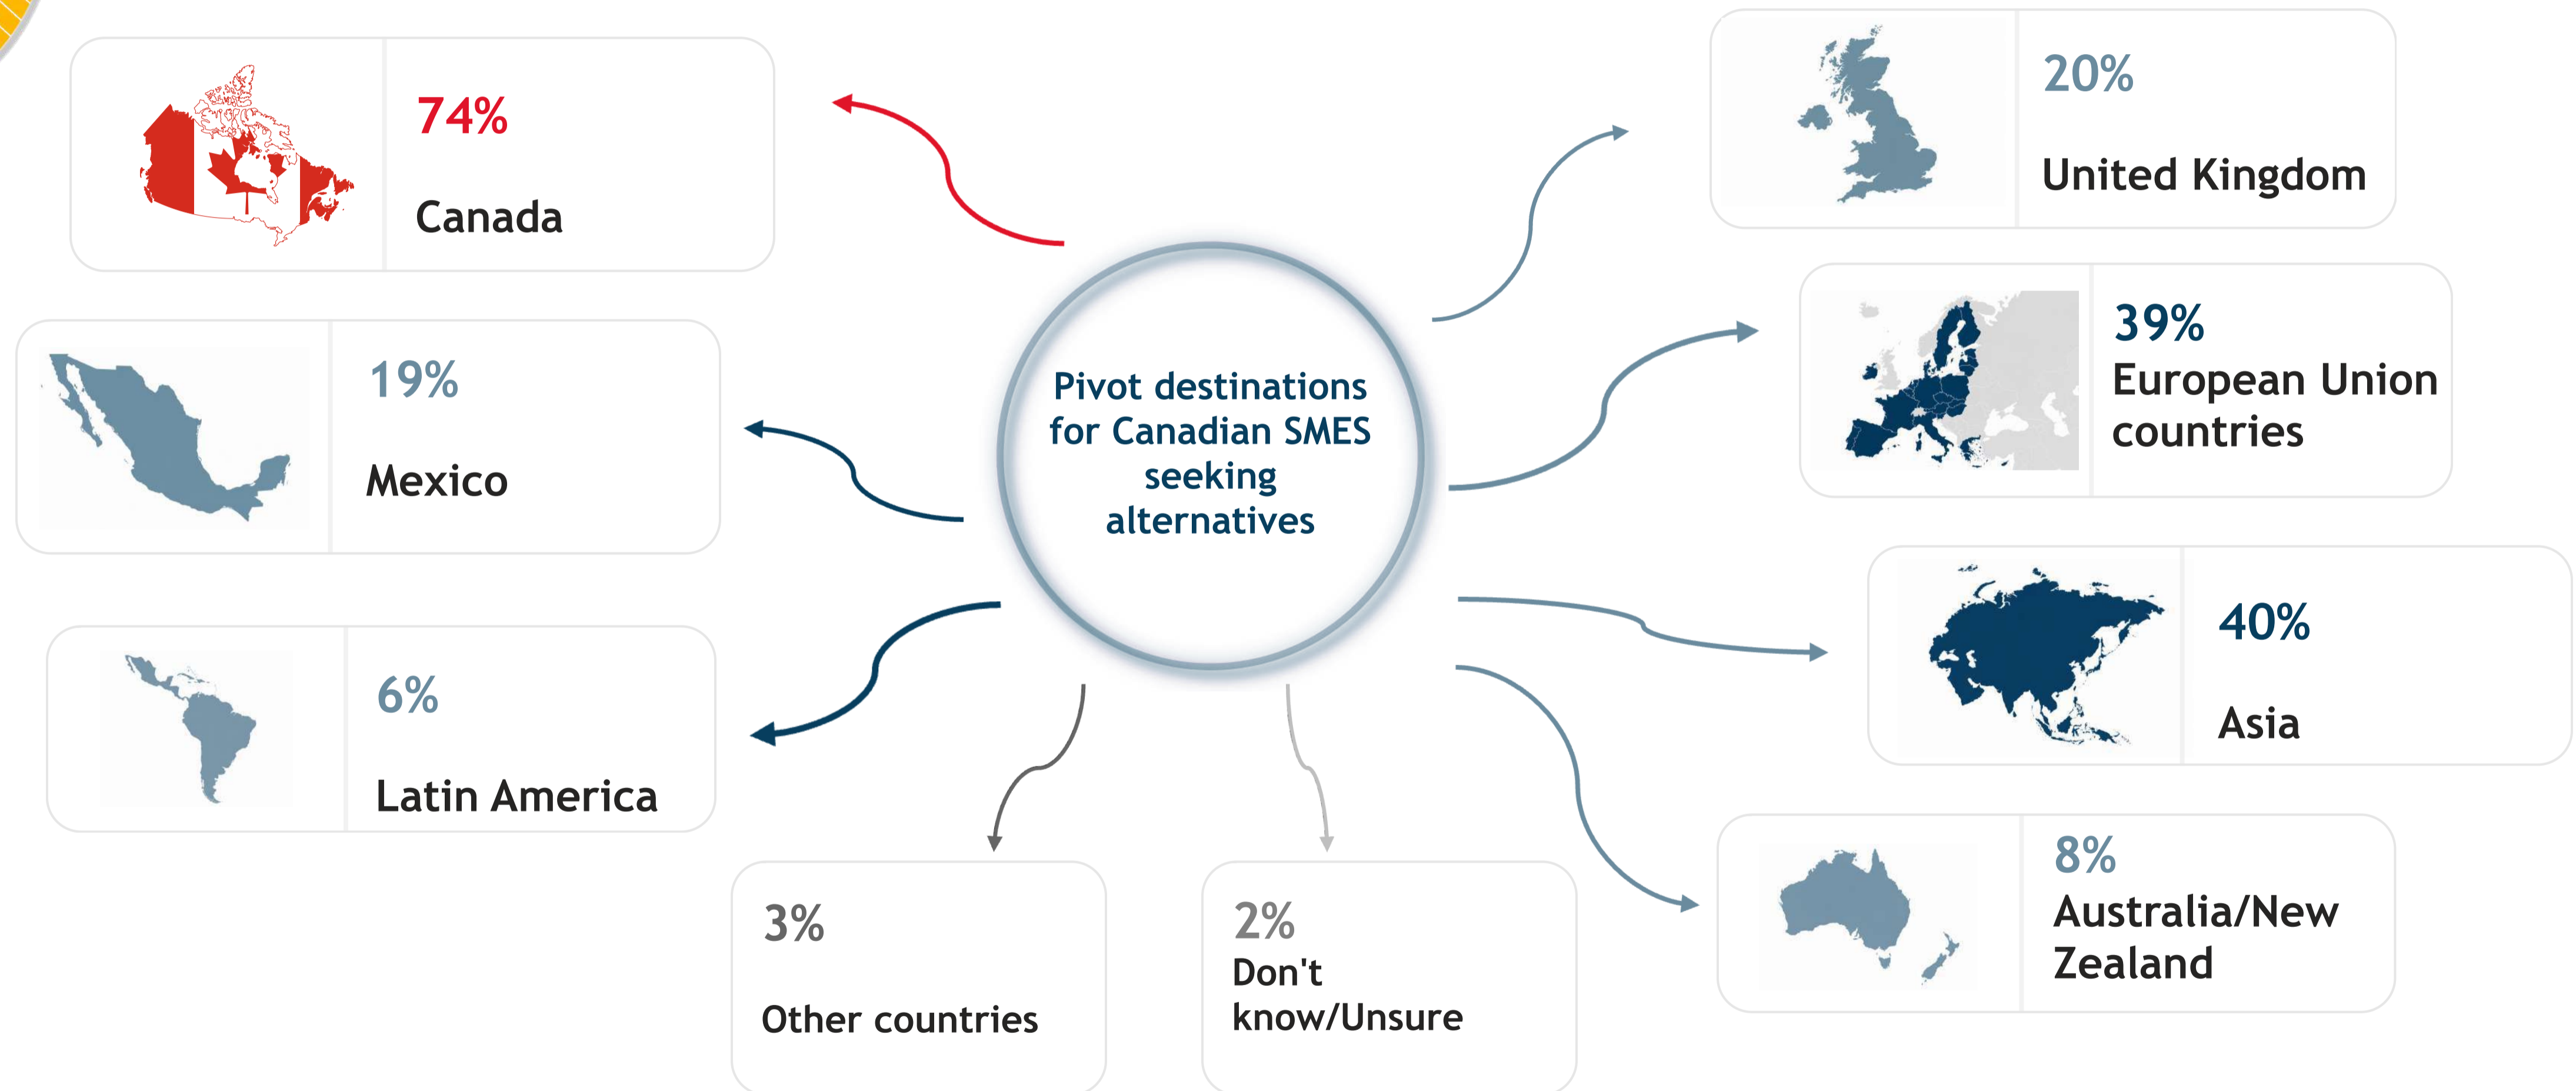 74%
Canada
19%
Mexico
6%
Latin America
Pivot destinations
for Canadian SMES
seeking
alternatives
20%
United Kingdom
39%
European Union
countries
40%
Asia
8%
Australia/New
Zealand
3%
Other countries
2%
Don't
know/Unsure